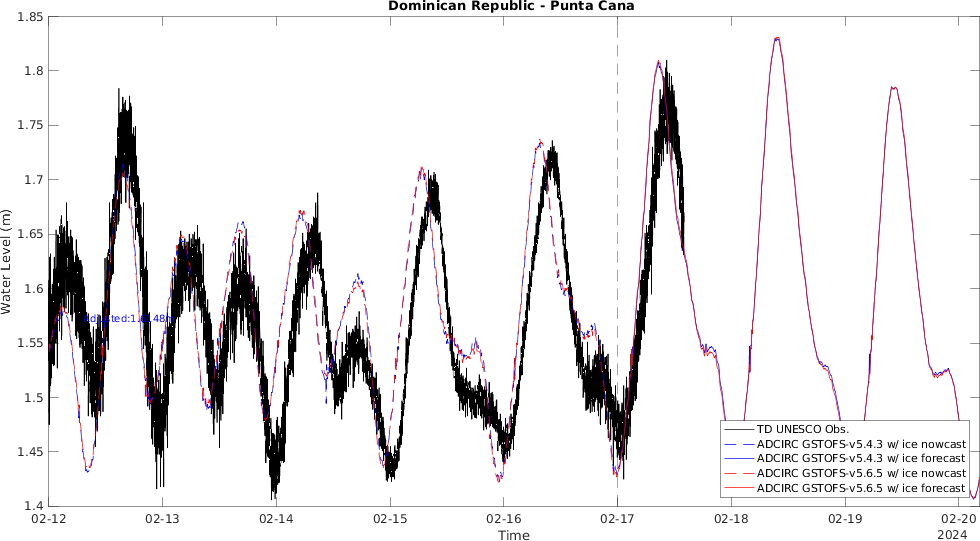 Dominican Republic - Punta Cana
1.85
1.8
1.75
1.7
1.65
1.6
1.55
1.5
1.45
1.4
Water Level (m)
02-12
02-13
02-14
02-15
02-16
02-17
02-18
02-19
02-20
2024
Time
TD UNESCO Obs.
ADCIRC GSTOFS-v5.4.3 w/ ice nowcast
ADCIRC GSTOFS-v5.4.3 w/ ice forecast
ADCIRC GSTOFS-v5.6.5 w/ ice nowcast
ADCIRC GSTOFS-v5.6.5 w/ ice forecast